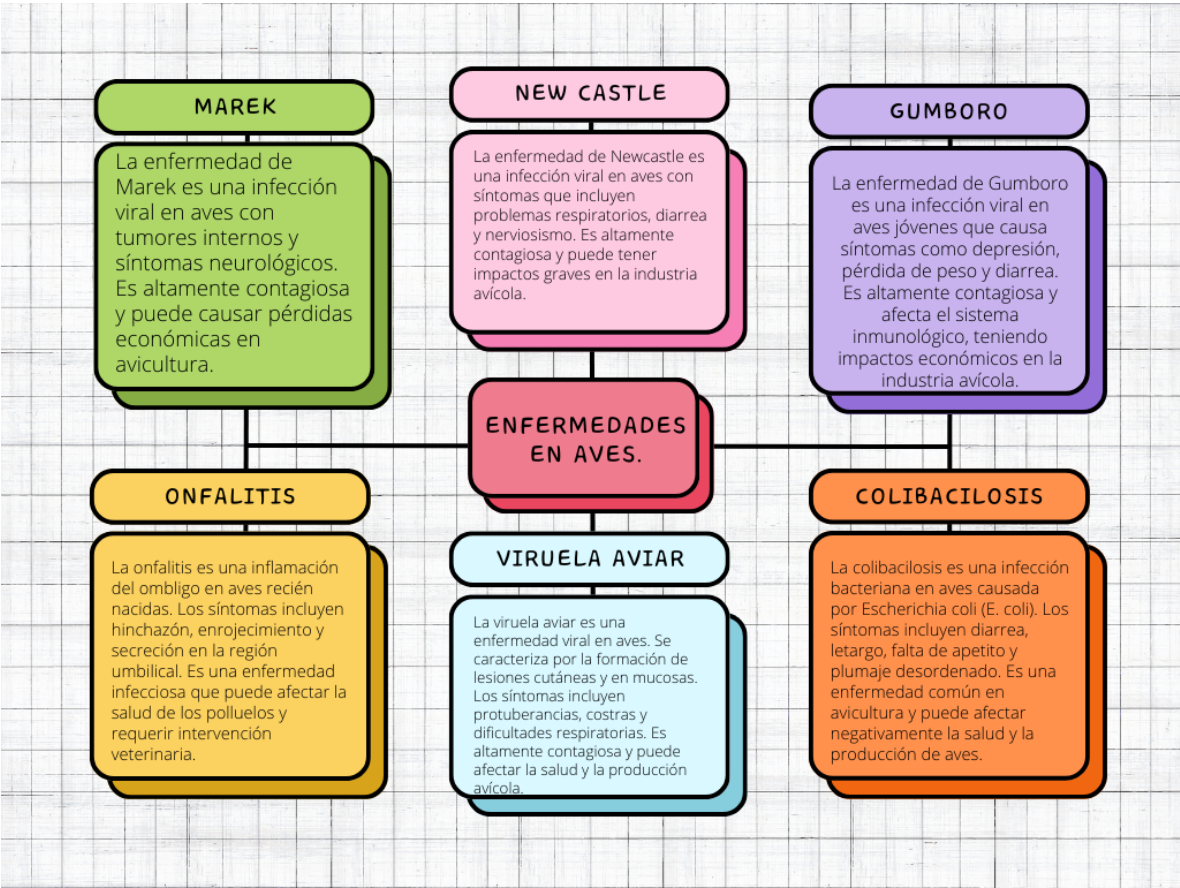 MAREK
La enfermedad de
Marek es una infección
viral en aves con
tumores internos y
síntomas neurológicos.
Es altamente contagiosa
y puede causar pérdidas
económicas en
avicultura.
NEW CASTLE
La enfermedad de Newcastle es
una infección viral en aves con
síntomas que incluyen
problemas respiratorios, diarrea
y nerviosismo. Es altamente
contagiosa y puede tener
impactos graves en la industria
avícola.
GUMBORO
La enfermedad de Gumboro
es una infección viral en
aves jóvenes que causa
síntomas como depresión,
pérdida de peso y diarrea.
Es altamente contagiosa y
afecta el sistema
inmunológico, teniendo
impactos económicos en la
industria avícola.
ENFERMEDADES
EN AVES.
ONFALITIS
La onfalitis es una inflamación
del ombligo en aves recién
nacidas. Los síntomas incluyen
hinchazón, enrojecimiento y
secreción en la región
umbilical. Es una enfermedad
infecciosa que puede afectar la
salud de los polluelos y
requerir intervención
veterinaria.
VIRUELA AVIAR
La viruela aviar es una
enfermedad viral en aves. Se
caracteriza por la formación de
lesiones cutáneas y en mucosas.
Los síntomas incluyen
protuberancias, costras y
dificultades respiratorias. Es
altamente contagiosa y puede
afectar la salud y la producción
avícola.
COLIBACILOSIS
La colibacilosis es una infección
bacteriana en aves causada
por Escherichia coli (E. coli). Los
síntomas incluyen diarrea,
letargo, falta de apetito y
plumaje desordenado. Es una
enfermedad común en
avicultura y puede afectar
negativamente la salud y la
producción de aves.